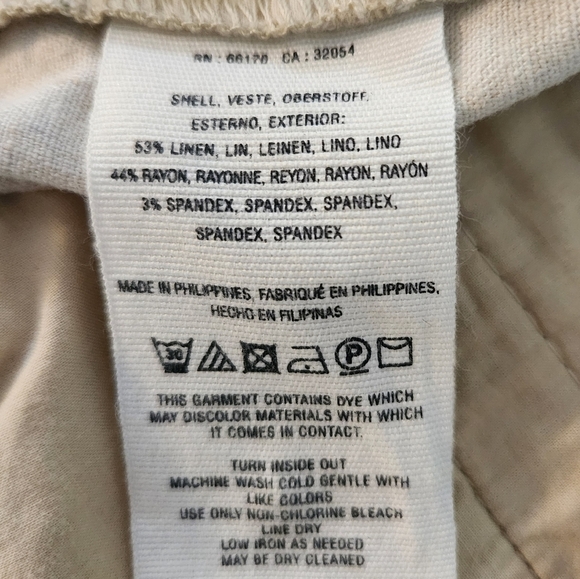 RN: 66170 CA: 32054
SHELL, VESTE, OBERSTOFF,
ESTERNO, EXTERIOR:
53% LINEN, LIN, LEINEN, LINO, LINO
44% RAYON, RAYONNE, REYON, RAYON, RAYÓN
3% SPANDEX, SPANDEX, SPANDEX,
SPANDEX, SPANDEX
MADE IN PHILIPPINES, FABRIQUÉ EN PHILIPPINES,
HECHO EN FILIPINAS
30 P
THIS GARMENT CONTAINS DYE WHICH
MAY DISCOLOR MATERIALS WITH WHICH
IT COMES IN CONTACT.
TURN INSIDE OUT
MACHINE WASH COLD GENTLE WITH
LIKE COLORS
USE ONLY NON-CHLORINE BLEACH
LINE DRY
LOW IRON AS NEEDED
MAY BE DRY CLEANED